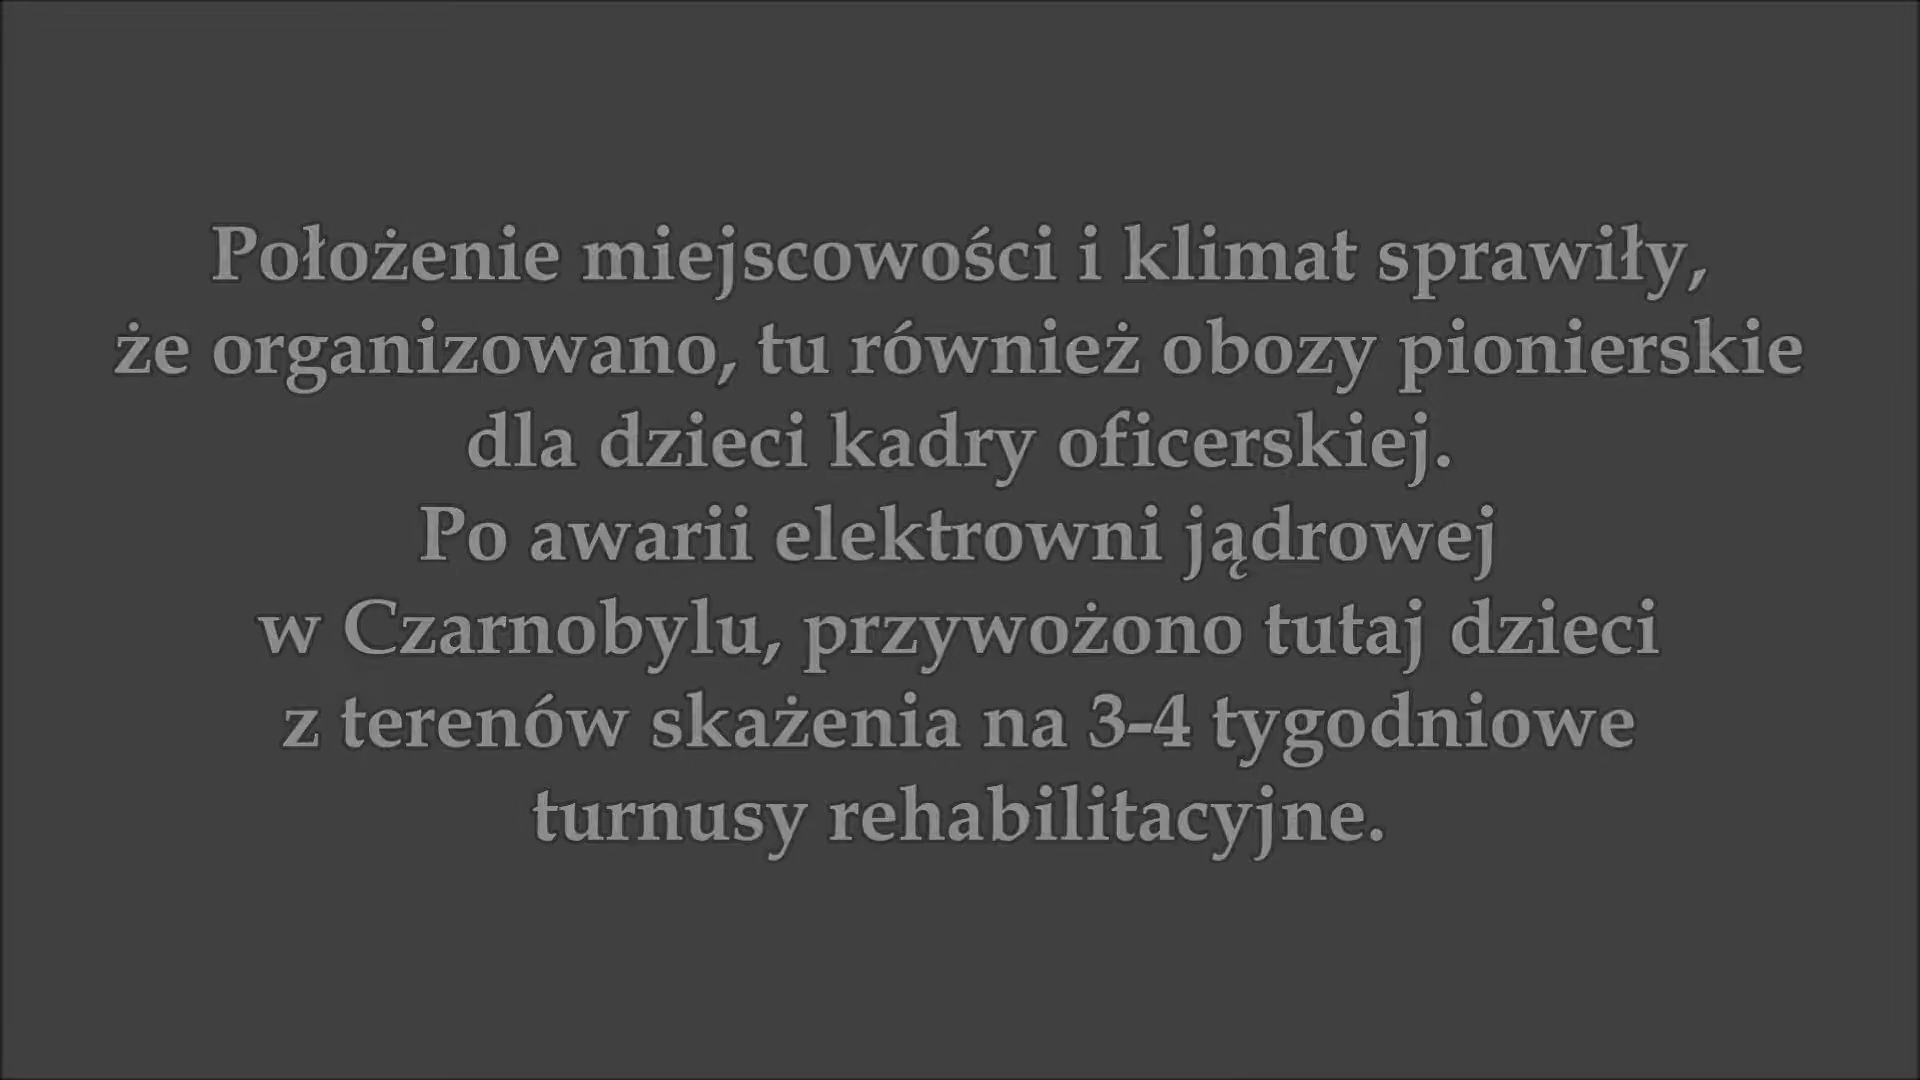 Położenie miejscowości i klimat sprawiły,
że organizowano, tu również obozy pionierskie
dla dzieci kadry oficerskiej.
Po awarii elektrowni jądrowej
w Czarnobylu, przywożono tutaj dzieci
z terenów skażenia na 3-4 tygodniowe
turnusy rehabilitacyjne.